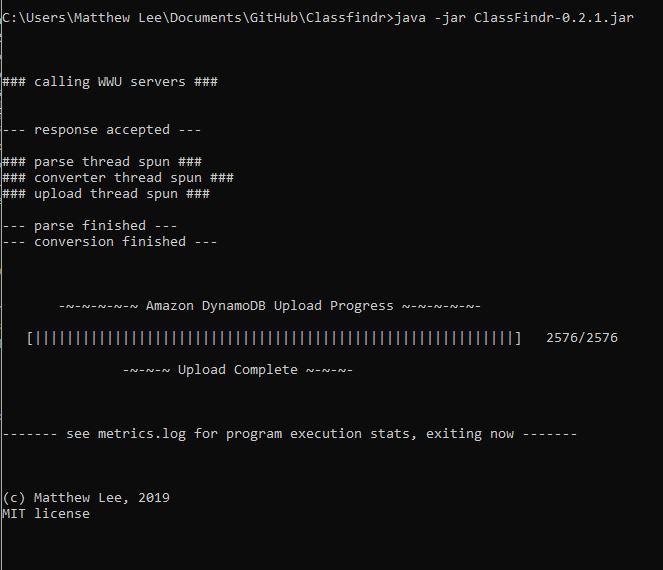 C:\Users\Matthew Lee\Documents\GitHub\Classfindr>java -jar ClassFindr-0.2.1.jar
### calling WWU servers ###
--- response accepted ---
### parse thread spun ###
### converter thread spun ###
### upload thread spun ###
--- parse finished ---
--- conversion finished ---
-~-~-~-~-~ Amazon DynamoDB Upload Progress ~-~-~-~-~-
[||||||||||||||||||||||||||||||||||||||||||||||||||||||||||||] 2576/2576
-~-~-~ Upload Complete ~-~-~-
------- see metrics.log for program execution stats, exiting now -------
(c) Matthew Lee, 2019
MIT license